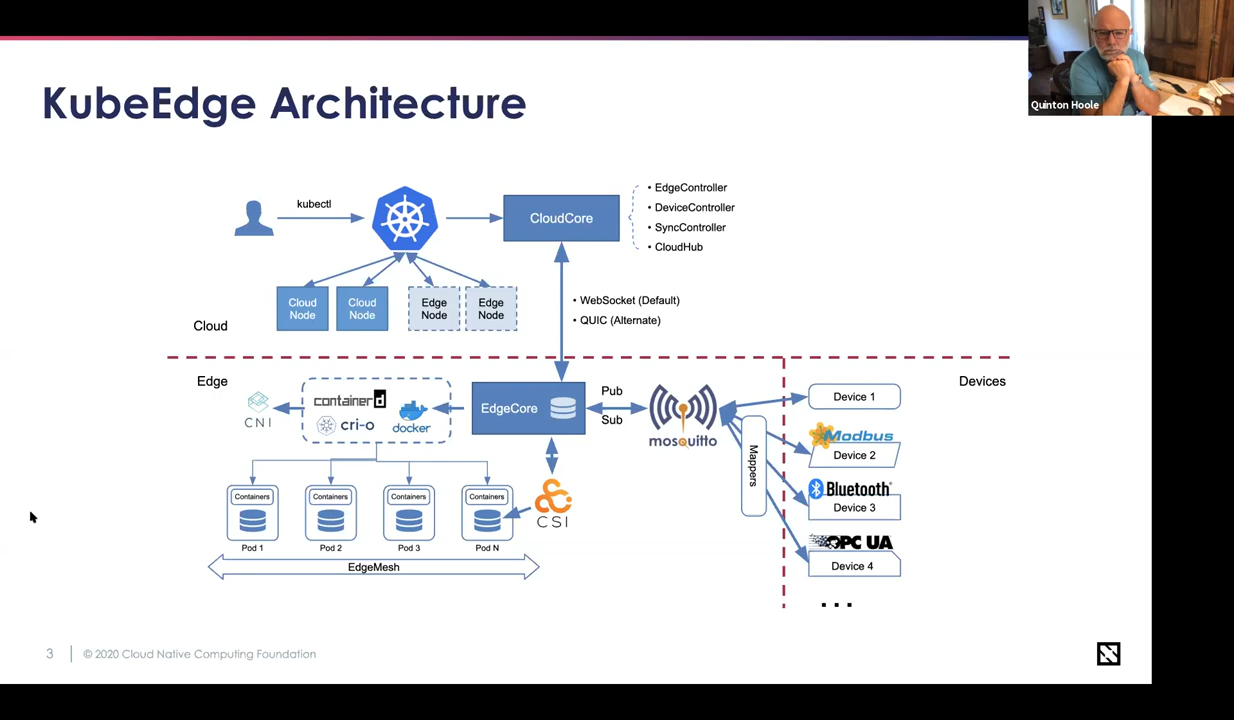 Quinton Hoole
KubeEdge Architecture
kubectl
CloudCore
• EdgeController
• DeviceController
• SyncController
• CloudHub
Cloud
Node
Cloud
Node
Edge
Node
Edge
Node
• WebSocket (Default)
• QUIC (Alternate)
Cloud
Edge
Devices
CNI
containerd
cri-o
docker
EdgeCore
Pub
Sub
mosquitto
Mappers
Device 1
Modbus
Device 2
Bluetooth
Device 3
OPC UA
Device 4
...
Containers
Containers
Containers
Containers
CSI
Pod 1
Pod 2
Pod 3
Pod N
EdgeMesh
3
© 2020 Cloud Native Computing Foundation